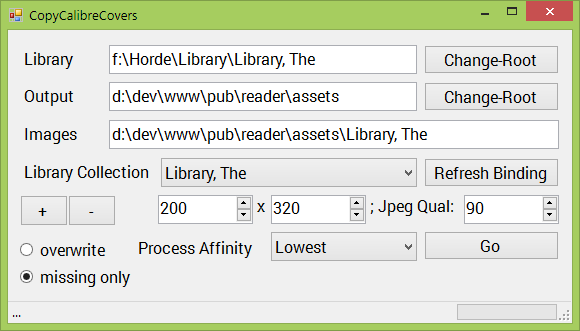 CopyCalibreCovers
Library f:\Horde\Library\Library, The Change-Root
Output d:\dev\www\pub\reader\assets Change-Root
Images d:\dev\www\pub\reader\assets\Library, The
Library Collection Library, The Refresh Binding
+ - 200 x 320 ; Jpeg Qual: 90
overwrite Process Affinity Lowest Go
missing only
...